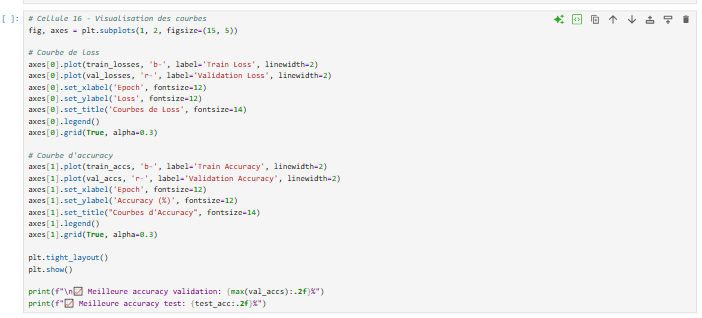 [ ]:
# Cellule 16 - Visualisation des courbes
fig, axes = plt.subplots(1, 2, figsize=(15, 5))
# Courbe de loss
axes[0].plot(train_losses, 'b-', label='Train Loss', linewidth=2)
axes[0].plot(val_losses, 'r-', label='Validation Loss', linewidth=2)
axes[0].set_xlabel('Epoch', fontsize=12)
axes[0].set_ylabel('Loss', fontsize=12)
axes[0].set_title('Courbes de Loss', fontsize=14)
axes[0].legend()
axes[0].grid(True, alpha=0.3)
# Courbe d'accuracy
axes[1].plot(train_accs, 'b-', label='Train Accuracy', linewidth=2)
axes[1].plot(val_accs, 'r-', label='Validation Accuracy', linewidth=2)
axes[1].set_xlabel('Epoch', fontsize=12)
axes[1].set_ylabel('Accuracy (%)', fontsize=12)
axes[1].set_title("Courbes d'Accuracy", fontsize=14)
axes[1].legend()
axes[1].grid(True, alpha=0.3)
plt.tight_layout()
plt.show()
print(f"\n📈 Meilleure accuracy validation: {max(val_accs):.2f}%")
print(f"📈 Meilleure accuracy test: {test_acc:.2f}%")